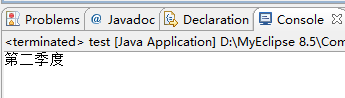 Problems @ Javadoc Declaration Console
<terminated> test [Java Application] D:\MyEclipse 8.5\Com
第二季度